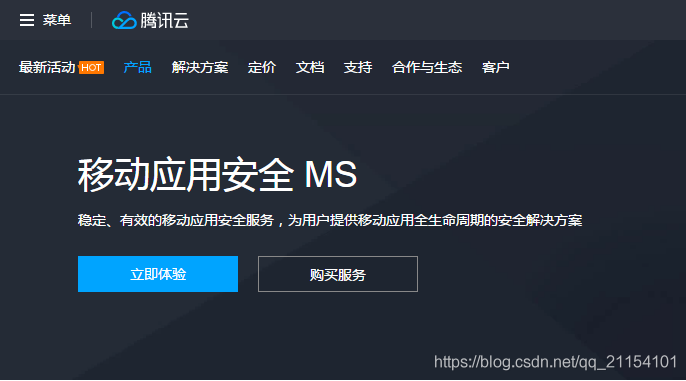 菜单 腾讯云
最新活动 HOT 产品 解决方案 定价 文档 支持 合作与生态 客户
移动应用安全 MS
稳定、有效的移动应用安全服务，为用户提供移动应用全生命周期的安全解决方案
立即体验 购买服务
https://blog.csdn.net/qq_21154101